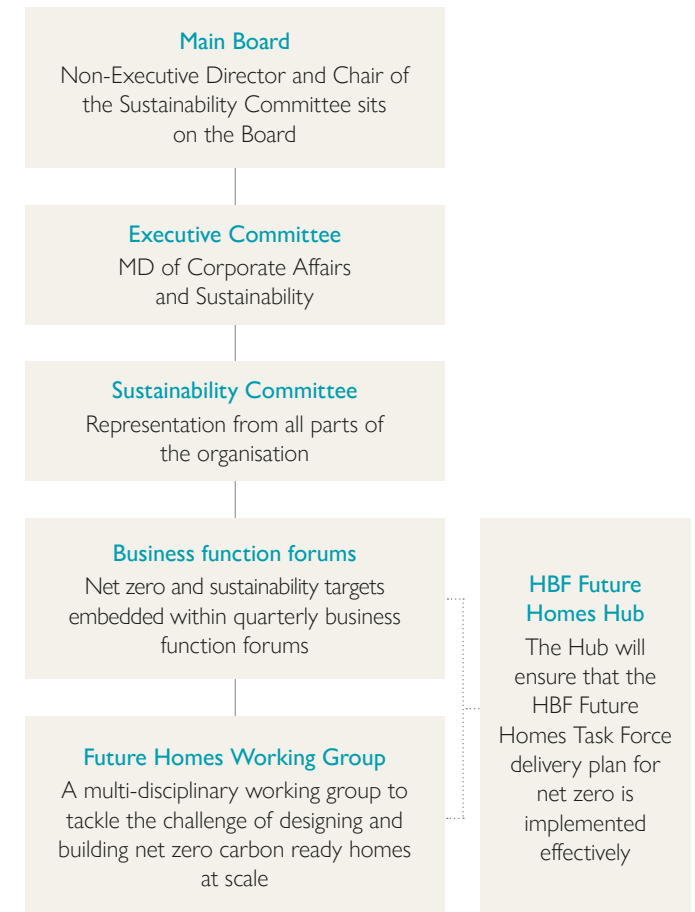 Main Board
Non-Executive Director and Chair of
the Sustainability Committee sits
on the Board
Executive Committee
MD of Corporate Affairs
and Sustainability
Sustainability Committee
Representation from all parts of
the organisation
Business function forums
Net zero and sustainability targets
embedded within quarterly business
function forums
Future Homes Working Group
A multi-disciplinary working group to
tackle the challenge of designing and
building net zero carbon ready homes
at scale
HBF Future
Homes Hub
The Hub will
ensure that the
HBF Future
Homes Task Force
delivery plan for
net zero is
implemented
effectively